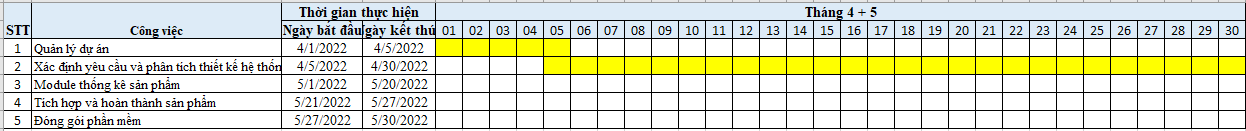 Thời gian thực hiện Tháng 4 + 5
STT Công việc Ngày bắt đầu gày kết thú 01 02 03 04 05 06 07 08 09 10 11 12 13 14 15 16 17 18 19 20 21 22 23 24 25 26 27 28 29 30
1 Quản lý dự án 4/1/2022 4/5/2022
2 Xác định yêu cầu và phân tích thiết kế hệ thốn 4/5/2022 4/30/2022
3 Module thống kê sản phẩm 5/1/2022 5/20/2022
4 Tích hợp và hoàn thành sản phẩm 5/21/2022 5/27/2022
5 Đóng gói phần mềm 5/27/2022 5/30/2022